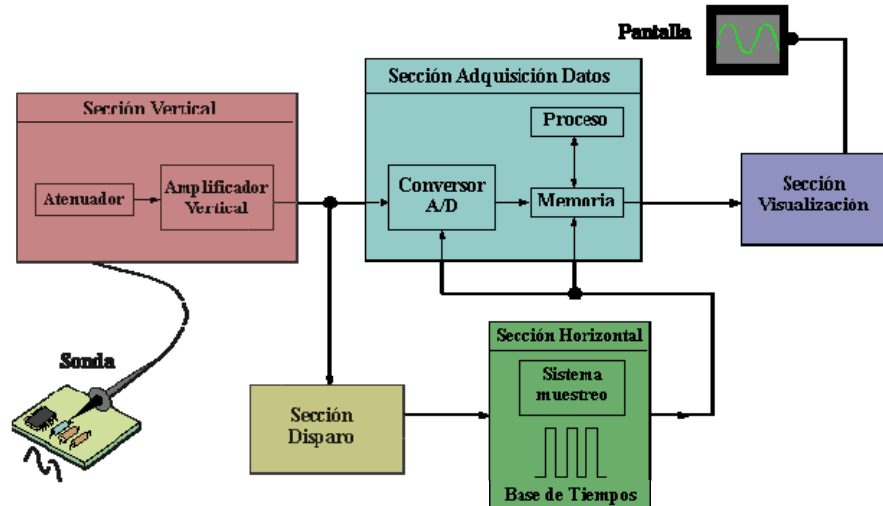 Pantalla
Sección Adquisición Datos
Sección Vertical
Proceso
Atenuador
Amplificador
Vertical
Conversor
A/D
Memoria
Sección
Visualización
Sonda
Sección
Disparo
Sección Horizontal
Sistema
muestreo
Base de Tiempos